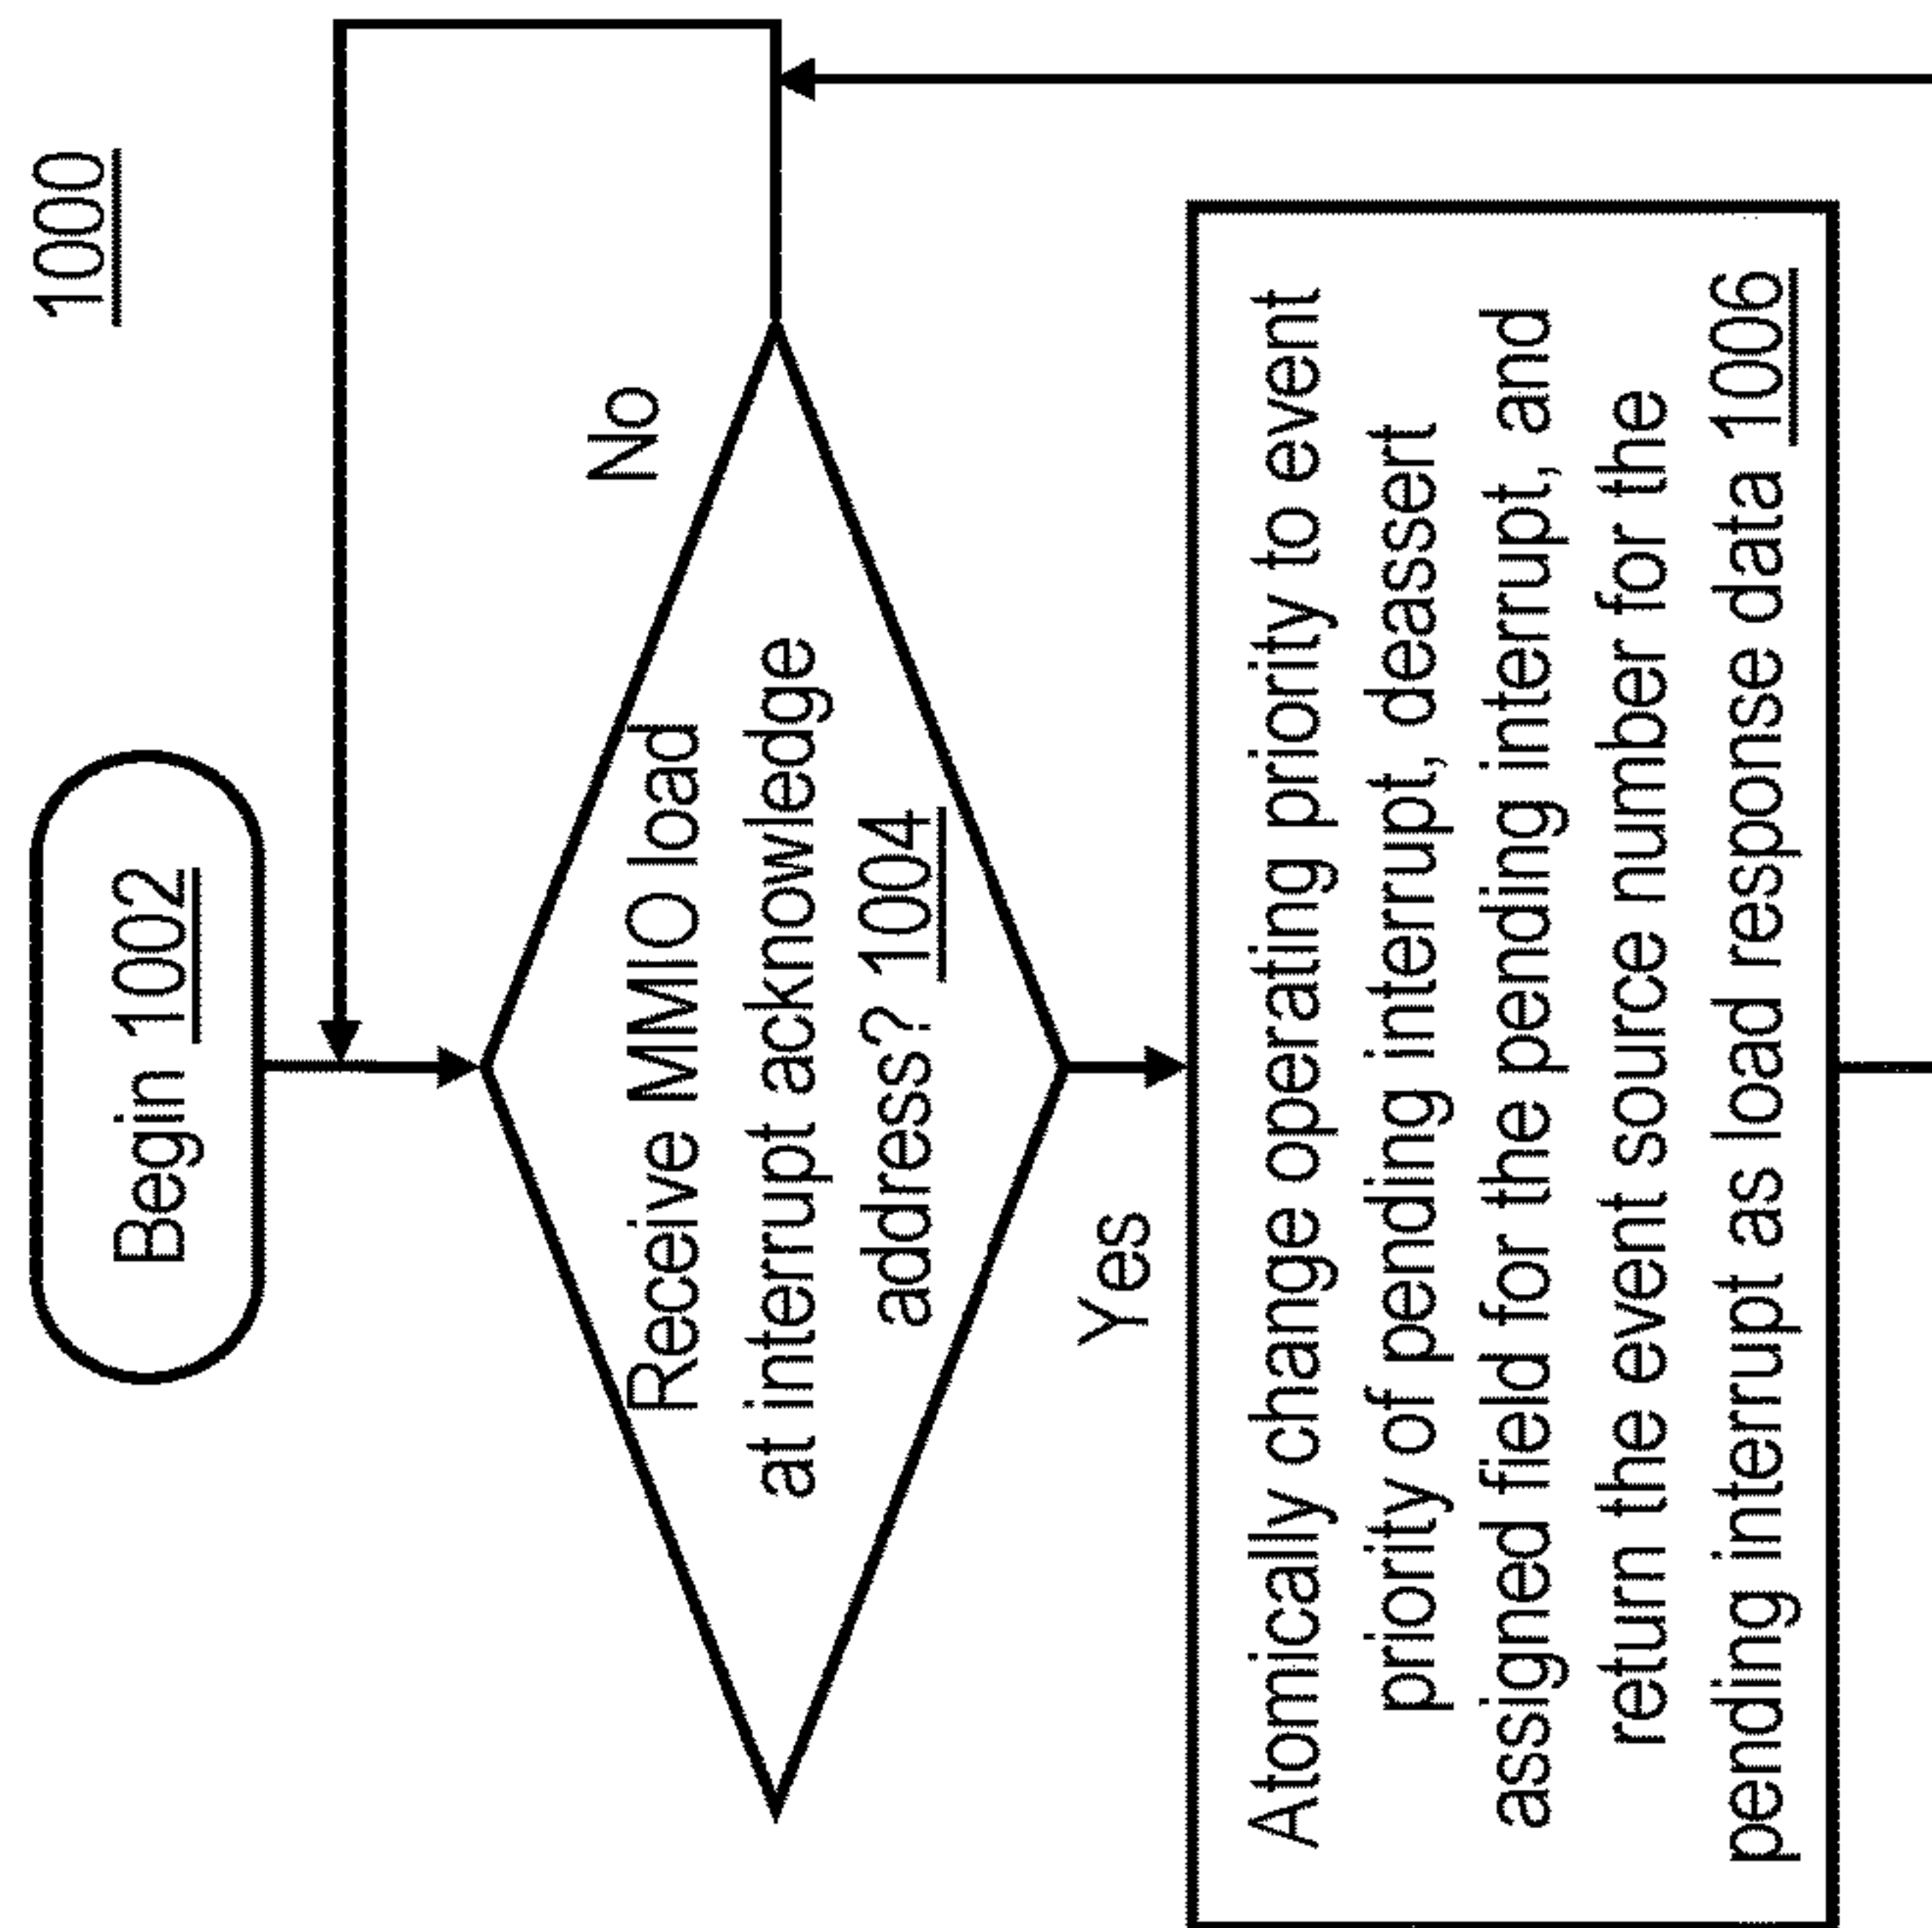 1000
Begin 1002
Receive MMIO load
at interrupt acknowledge
address? 1004
No
Yes
Atomically change operating priority to event
priority of pending interrupt, deassert
assigned field for the pending interrupt, and
return the event source number for the
pending interrupt as load response data 1006